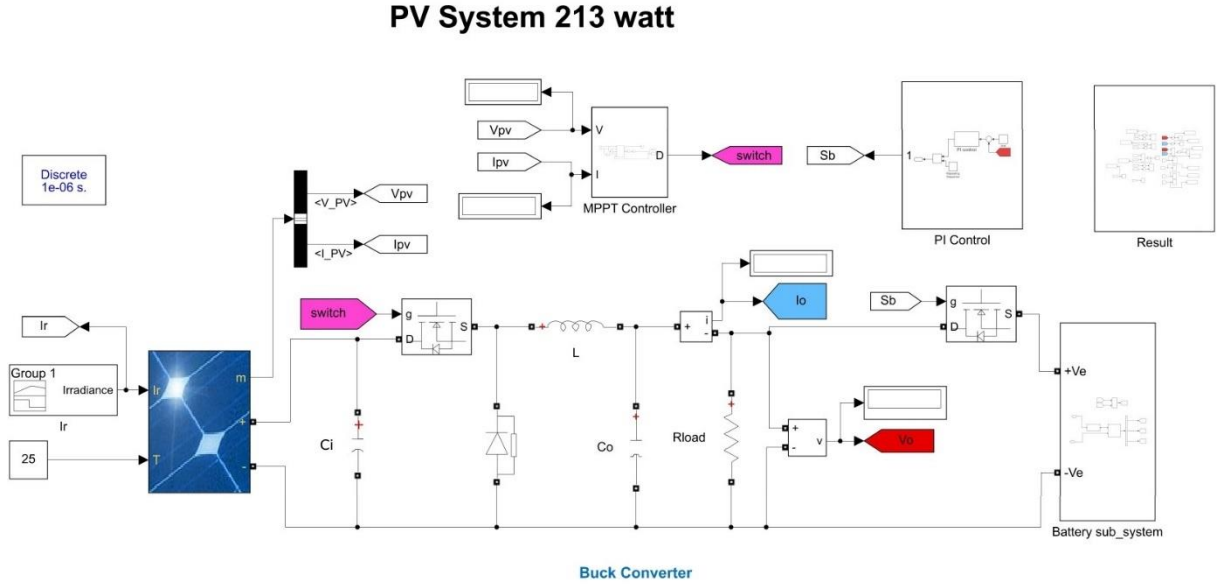 PV System 213 watt
Discrete
1e-06 s.
Vpv
Ipv
V
I
D
MPPT Controller
switch
Sb
1
PI control
PI Control
Result
<V_PV>
Vpv
<I_PV>
Ipv
Ir
Group 1
Irradiance
Ir
25
Ir
T
m
+
-
switch
g
D
S
Ci
+
+
L
Co
+
+
-
i
Io
Rload
+
+
-
v
Vo
Sb
g
D
S
+Ve
-Ve
Battery sub_system
Buck Converter